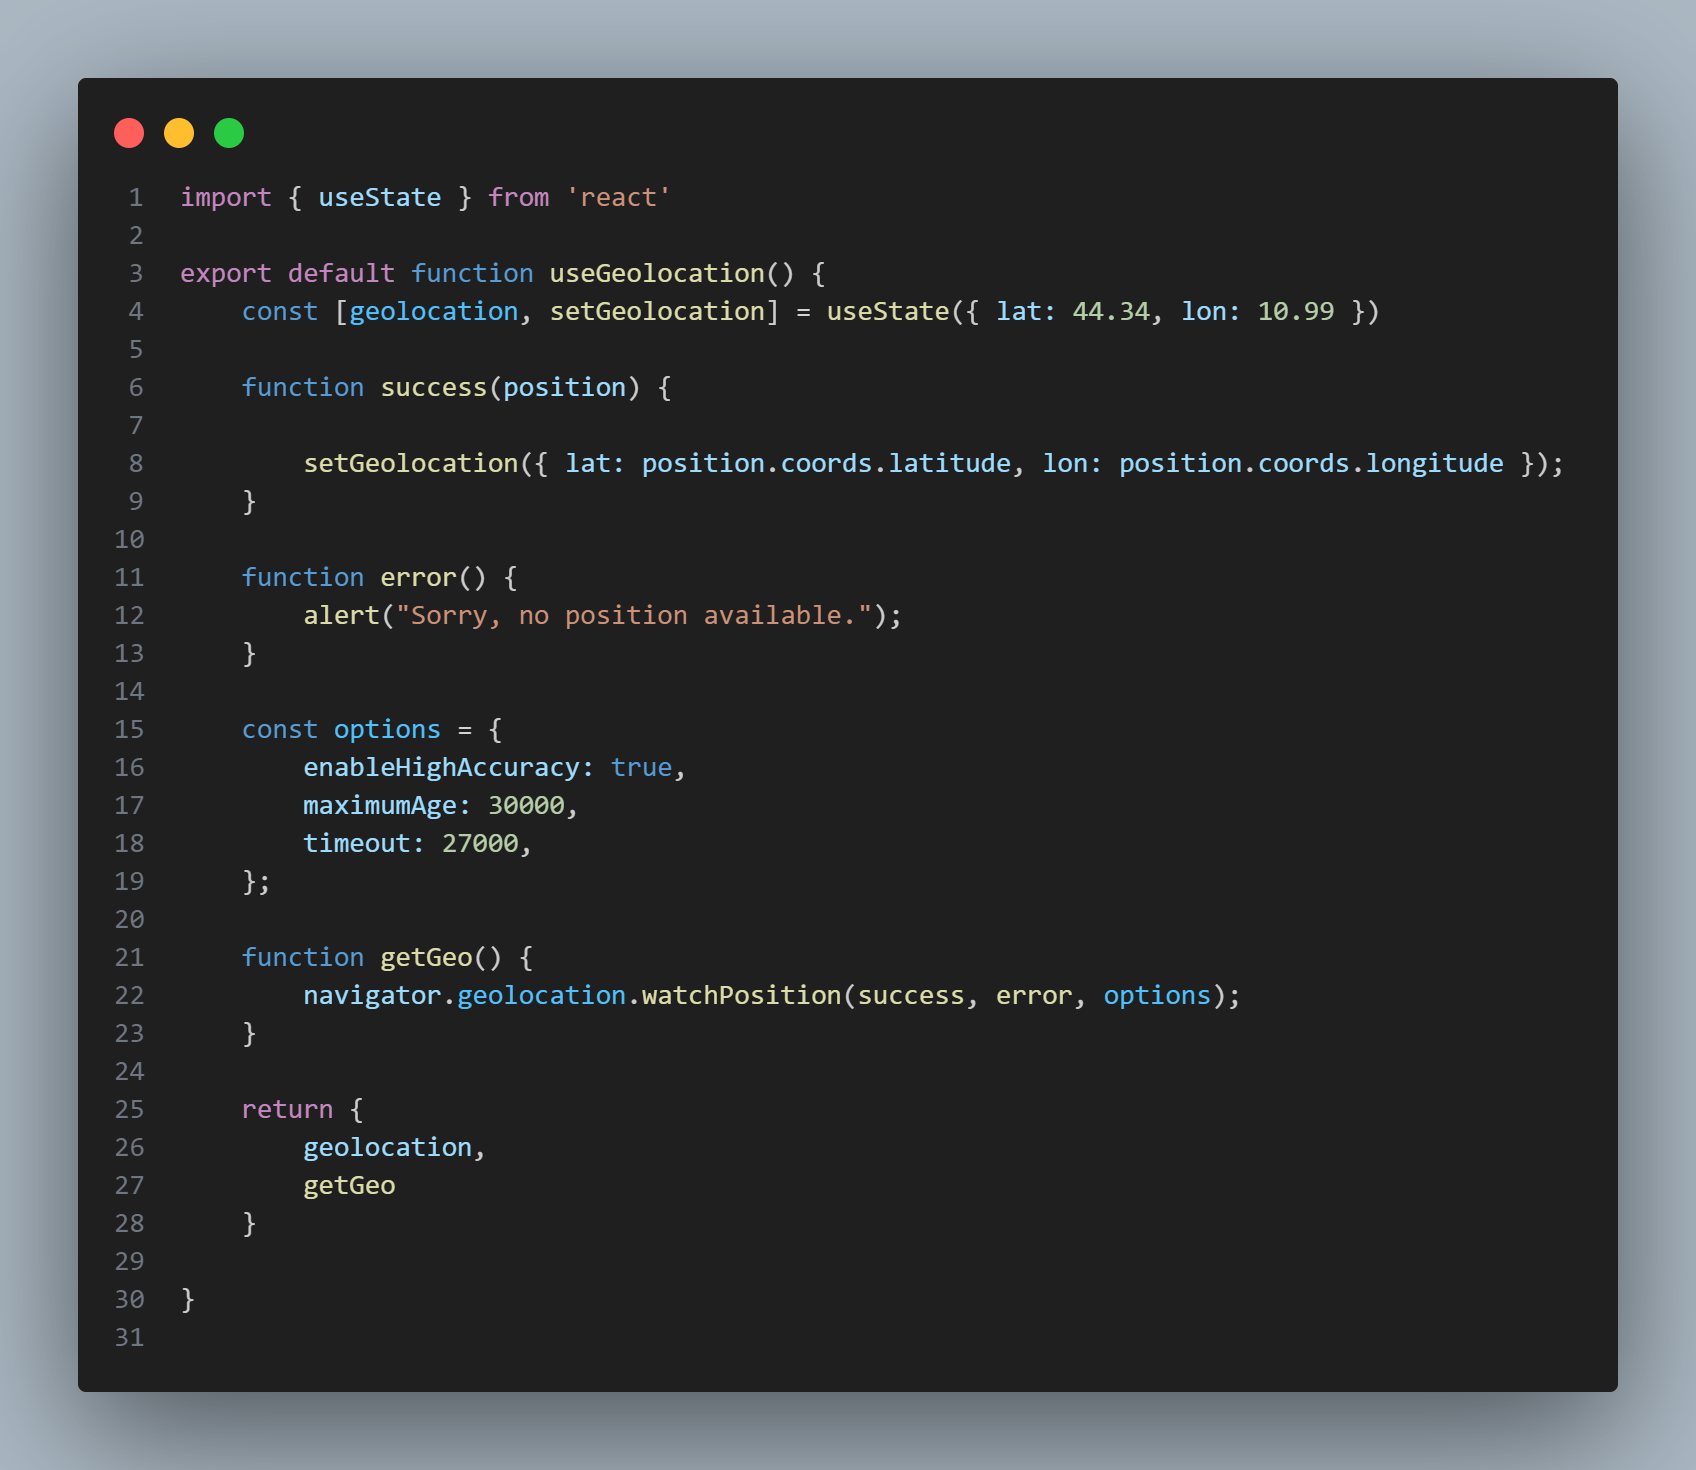 1 import { useState } from 'react'
2
3 export default function useGeolocation() {
4     const [geolocation, setGeolocation] = useState({ lat: 44.34, lon: 10.99 })
5
6     function success(position) {
7
8         setGeolocation({ lat: position.coords.latitude, lon: position.coords.longitude });
9     }
10
11     function error() {
12         alert("Sorry, no position available.");
13     }
14
15     const options = {
16         enableHighAccuracy: true,
17         maximumAge: 30000,
18         timeout: 27000,
19     };
20
21     function getGeo() {
22         navigator.geolocation.watchPosition(success, error, options);
23     }
24
25     return {
26         geolocation,
27         getGeo
28     }
29
30 }
31